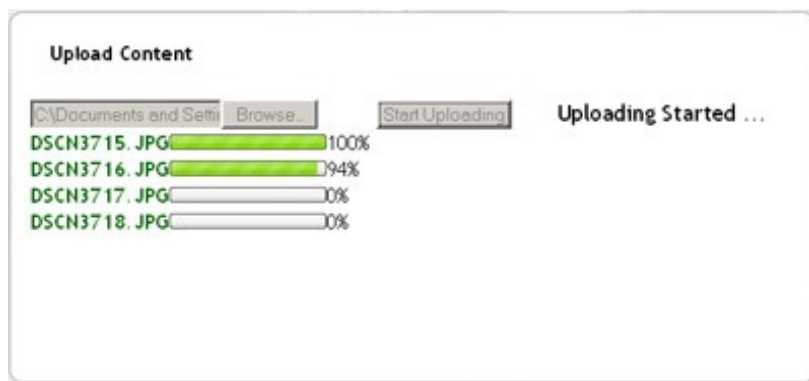 Upload Content
C:\Documents and Setti Browse... Start Uploading Uploading Started ...
DSCN3715.JPG 100%
DSCN3716.JPG 94%
DSCN3717.JPG 0%
DSCN3718.JPG 0%